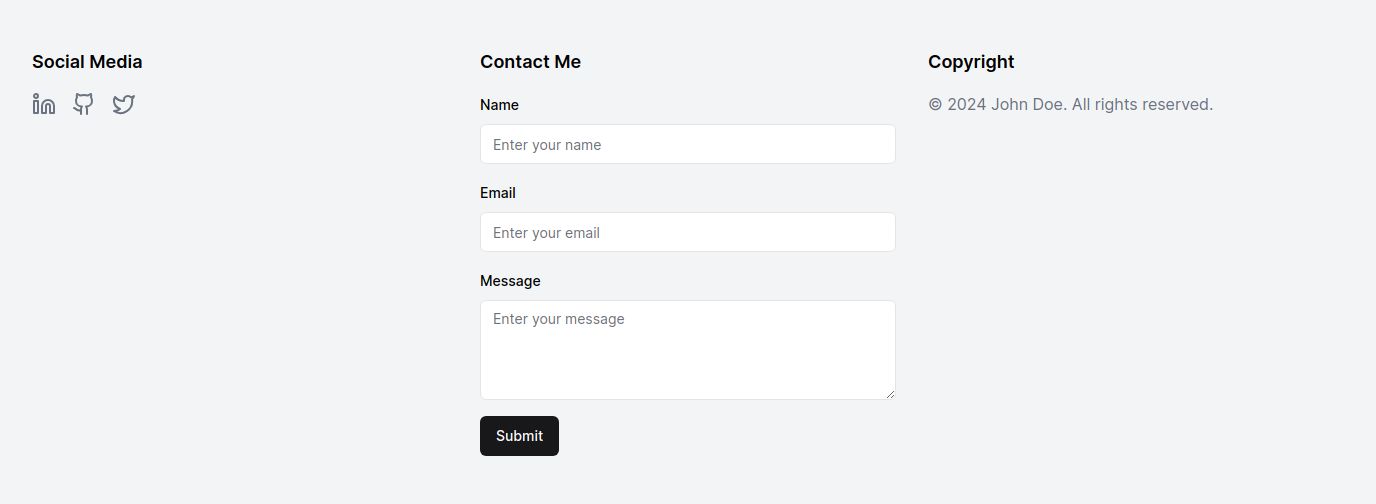 Social Media
Contact Me
Name
Enter your name
Email
Enter your email
Message
Enter your message
Submit
Copyright
© 2024 John Doe. All rights reserved.